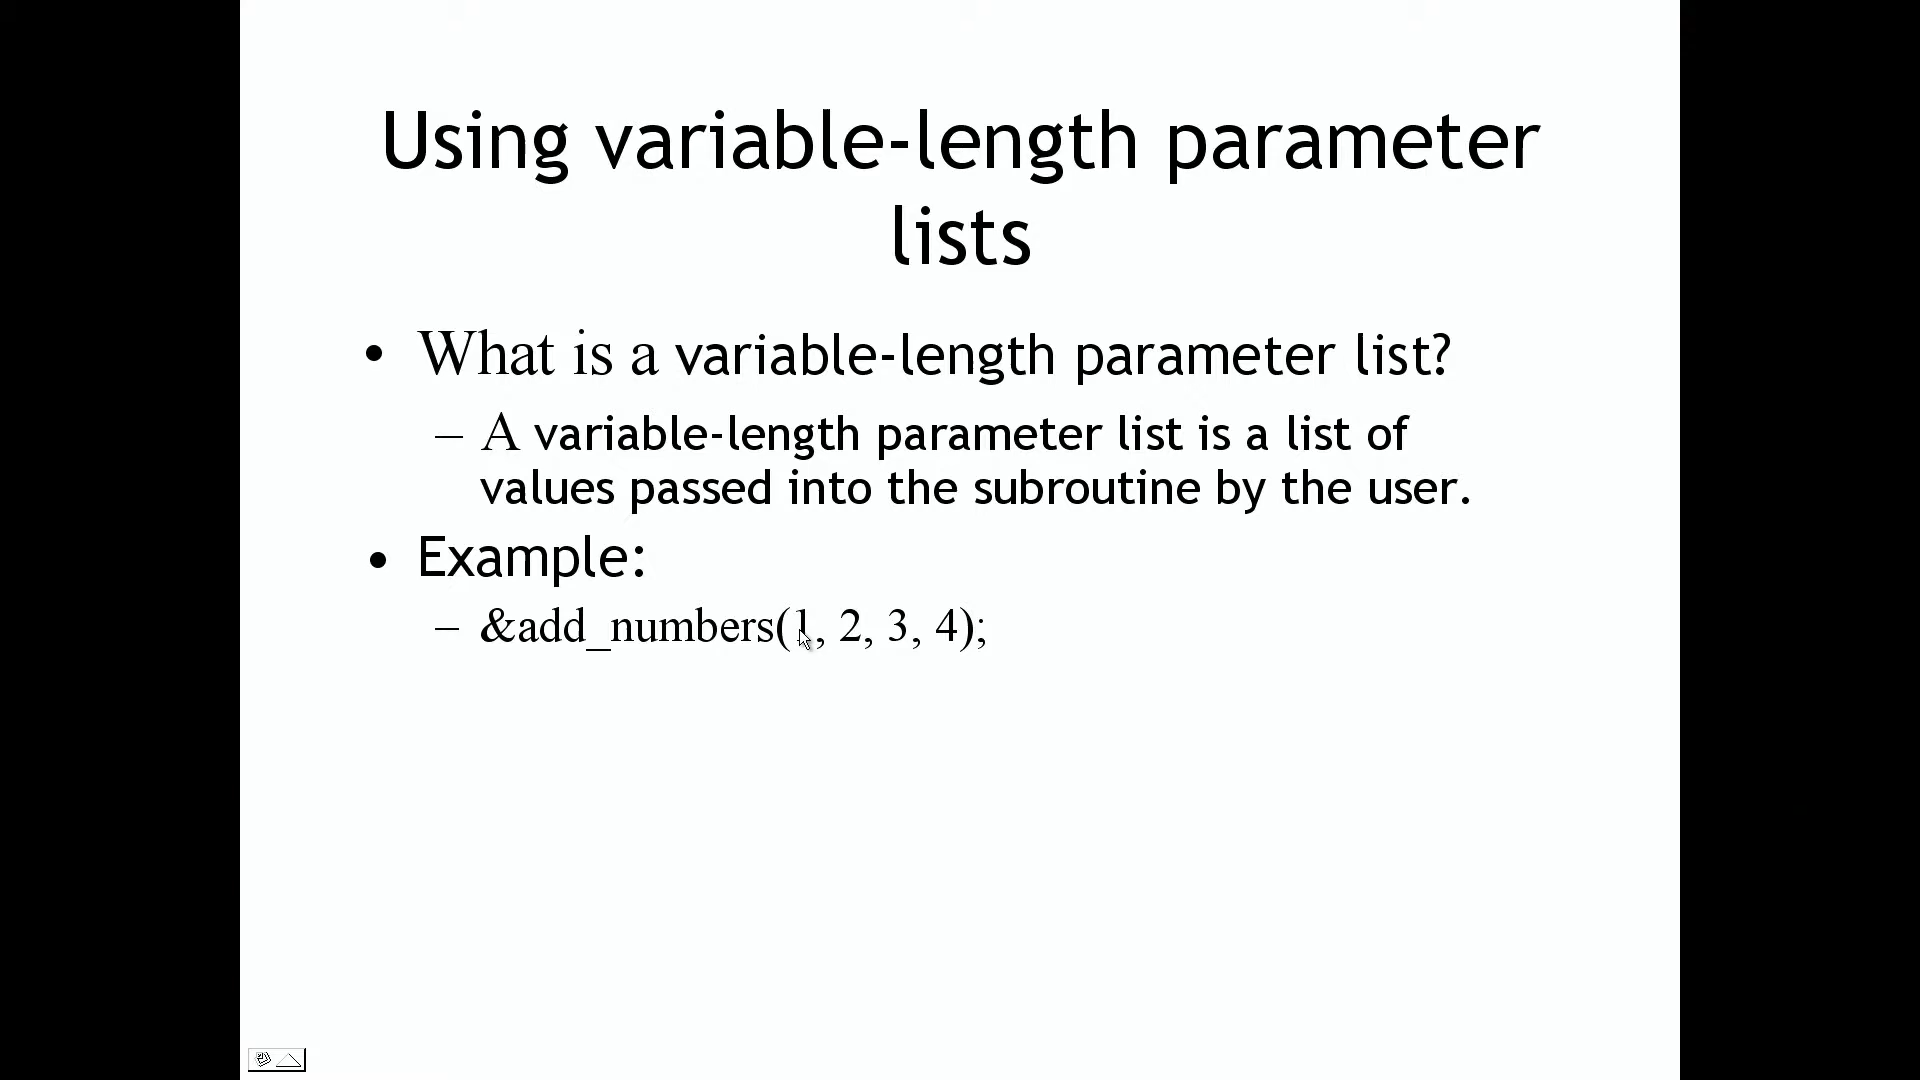 Using variable-length parameter
lists
• What is a variable-length parameter list?
– A variable-length parameter list is a list of
values passed into the subroutine by the user.
• Example:
– &add_numbers(1, 2, 3, 4);